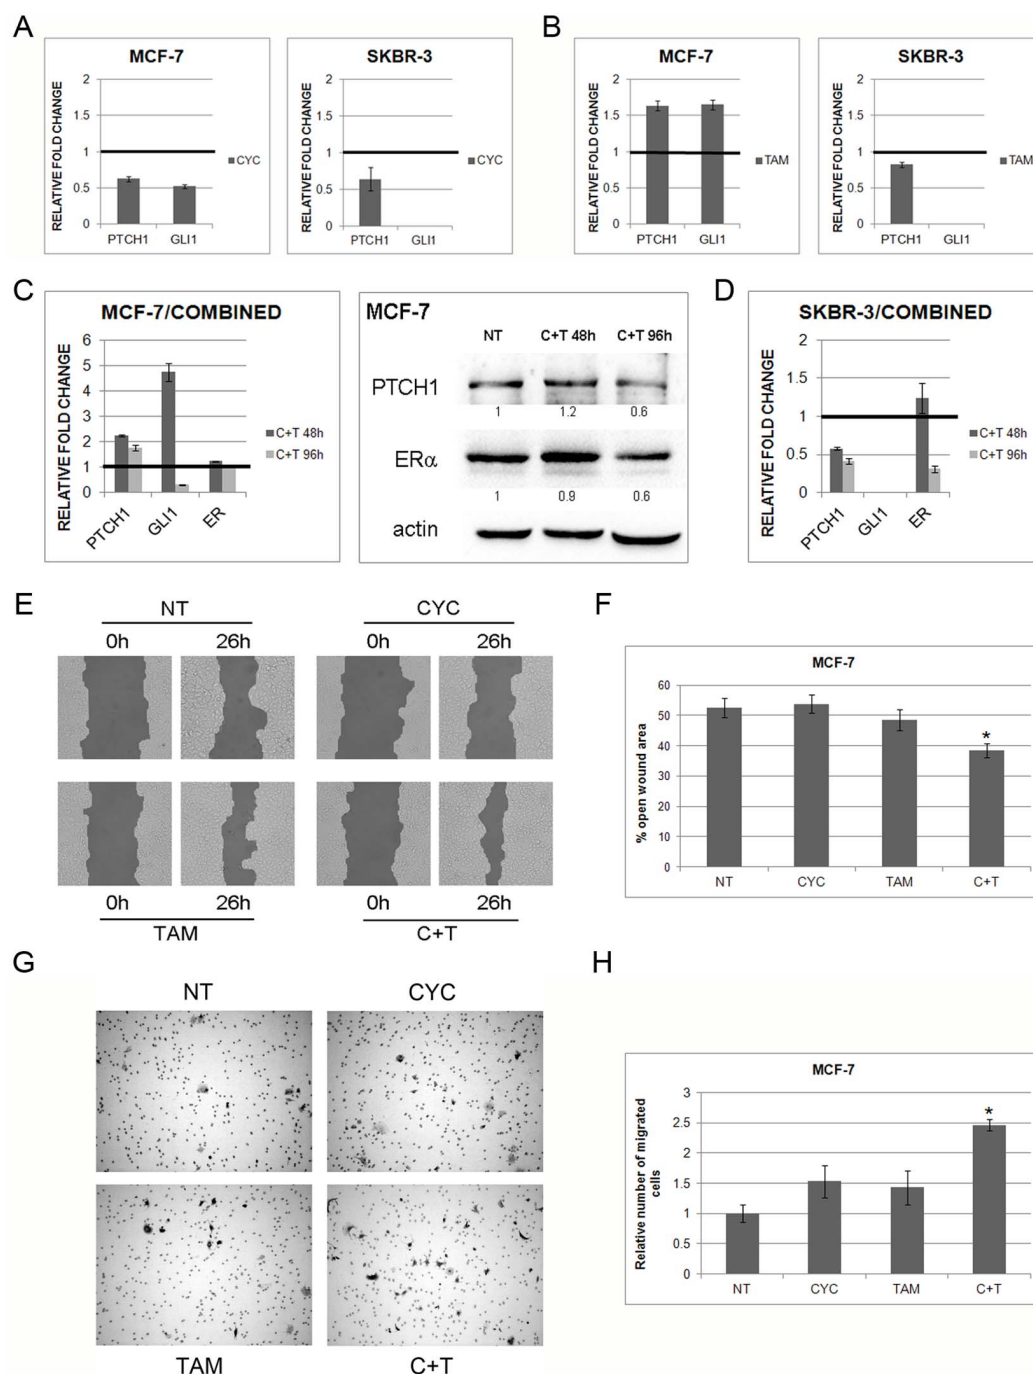 A
MCF-7
RELATIVE FOLD CHANGE
2
1.5
1
0.5
0
PTCH1 GLI1
CYC
SKBR-3
RELATIVE FOLD CHANGE
2
1.5
1
0.5
0
PTCH1 GLI1
CYC
B
MCF-7
RELATIVE FOLD CHANGE
2
1.5
1
0.5
0
PTCH1 GLI1
TAM
SKBR-3
RELATIVE FOLD CHANGE
2
1.5
1
0.5
0
PTCH1 GLI1
TAM
C
MCF-7/COMBINED
RELATIVE FOLD CHANGE
6
5
4
3
2
1
0
PTCH1 GLI1 ER
C+T 48h
C+T 96h
MCF-7
NT C+T 48h C+T 96h
PTCH1
1 1.2 0.6
ERα
1 0.9 0.6
actin
D
SKBR-3/COMBINED
RELATIVE FOLD CHANGE
2
1.5
1
0.5
0
PTCH1 GLI1 ER
C+T 48h
C+T 96h
E
NT CYC
0h 26h 0h 26h
0h 26h 0h 26h
TAM C+T
F
MCF-7
% open wound area
60
50
40
30
20
10
0
*
NT CYC TAM C+T
G
NT CYC
TAM C+T
H
MCF-7
Relative number of migrated
cells
3
2.5
2
1.5
1
0.5
0
*
NT CYC TAM C+T